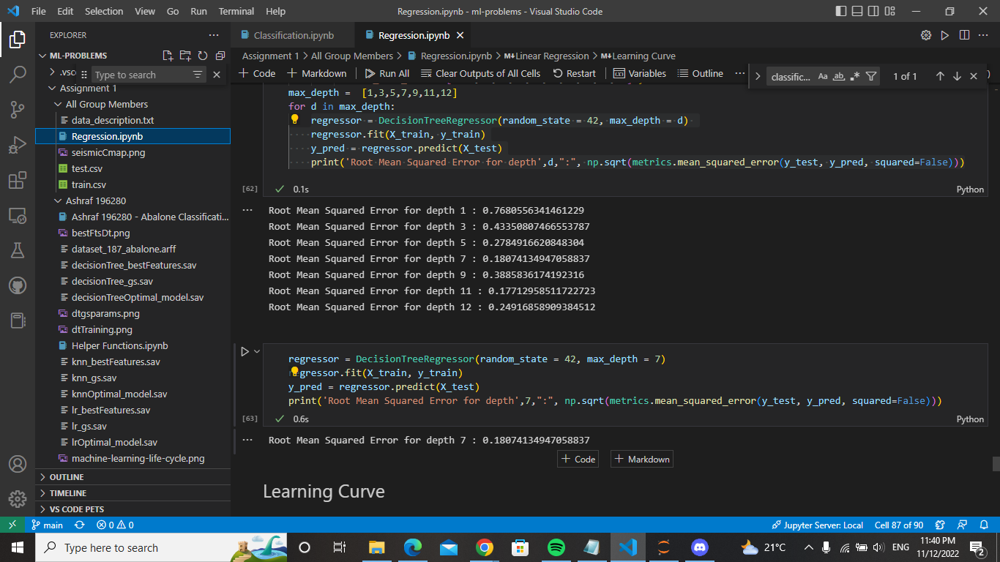 File Edit Selection View Go Run Terminal Help
Regression.ipynb - ml-problems - Visual Studio Code
EXPLORER
ML-PROBLEMS
.vsc
Type to search
Assignment 1
All Group Members
data_description.txt
Regression.ipynb
seismicCmap.png
test.csv
train.csv
Ashraf 196280
Ashraf 196280 - Abalone Classificati...
bestFtsDt.png
dataset_187_abalone.arff
decisionTree_bestFeatures.sav
decisionTree_gs.sav
decisionTreeOptimal_model.sav
dtgsparams.png
dtTraining.png
Helper Functions.ipynb
knn_bestFeatures.sav
knn_gs.sav
knnOptimal_model.sav
lr_bestFeatures.sav
lr_gs.sav
lrOptimal_model.sav
machine-learning-life-cycle.png
OUTLINE
TIMELINE
VS CODE PETS
Classification.ipynb
Regression.ipynb
Assignment 1 > All Group Members > Regression.ipynb > M↓Linear Regression > M↓Learning Curve
+ Code + Markdown Run All Clear Outputs of All Cells Restart Variables Outline ...
classific... Aa ab 1 of 1
max_depth =  [1,3,5,7,9,11,12]
for d in max_depth:
regressor = DecisionTreeRegressor(random_state = 42, max_depth = d)
regressor.fit(X_train, y_train)
y_pred = regressor.predict(X_test)
print('Root Mean Squared Error for depth',d,":", np.sqrt(metrics.mean_squared_error(y_test, y_pred, squared=False)))
[62] 0.1s Python
Root Mean Squared Error for depth 1 : 0.7680556341461229
Root Mean Squared Error for depth 3 : 0.43350807466553787
Root Mean Squared Error for depth 5 : 0.2784916620848304
Root Mean Squared Error for depth 7 : 0.18074134947058837
Root Mean Squared Error for depth 9 : 0.3885836174192316
Root Mean Squared Error for depth 11 : 0.17712958511722723
Root Mean Squared Error for depth 12 : 0.24916858909384512
regressor = DecisionTreeRegressor(random_state = 42, max_depth = 7)
regressor.fit(X_train, y_train)
y_pred = regressor.predict(X_test)
print('Root Mean Squared Error for depth',7,":", np.sqrt(metrics.mean_squared_error(y_test, y_pred, squared=False)))
[63] 0.6s Python
Root Mean Squared Error for depth 7 : 0.18074134947058837
+ Code + Markdown
Learning Curve
main 0 0 Jupyter Server: Local Cell 87 of 90
Type here to search
21°C ENG
11:40 PM
11/12/2022
2